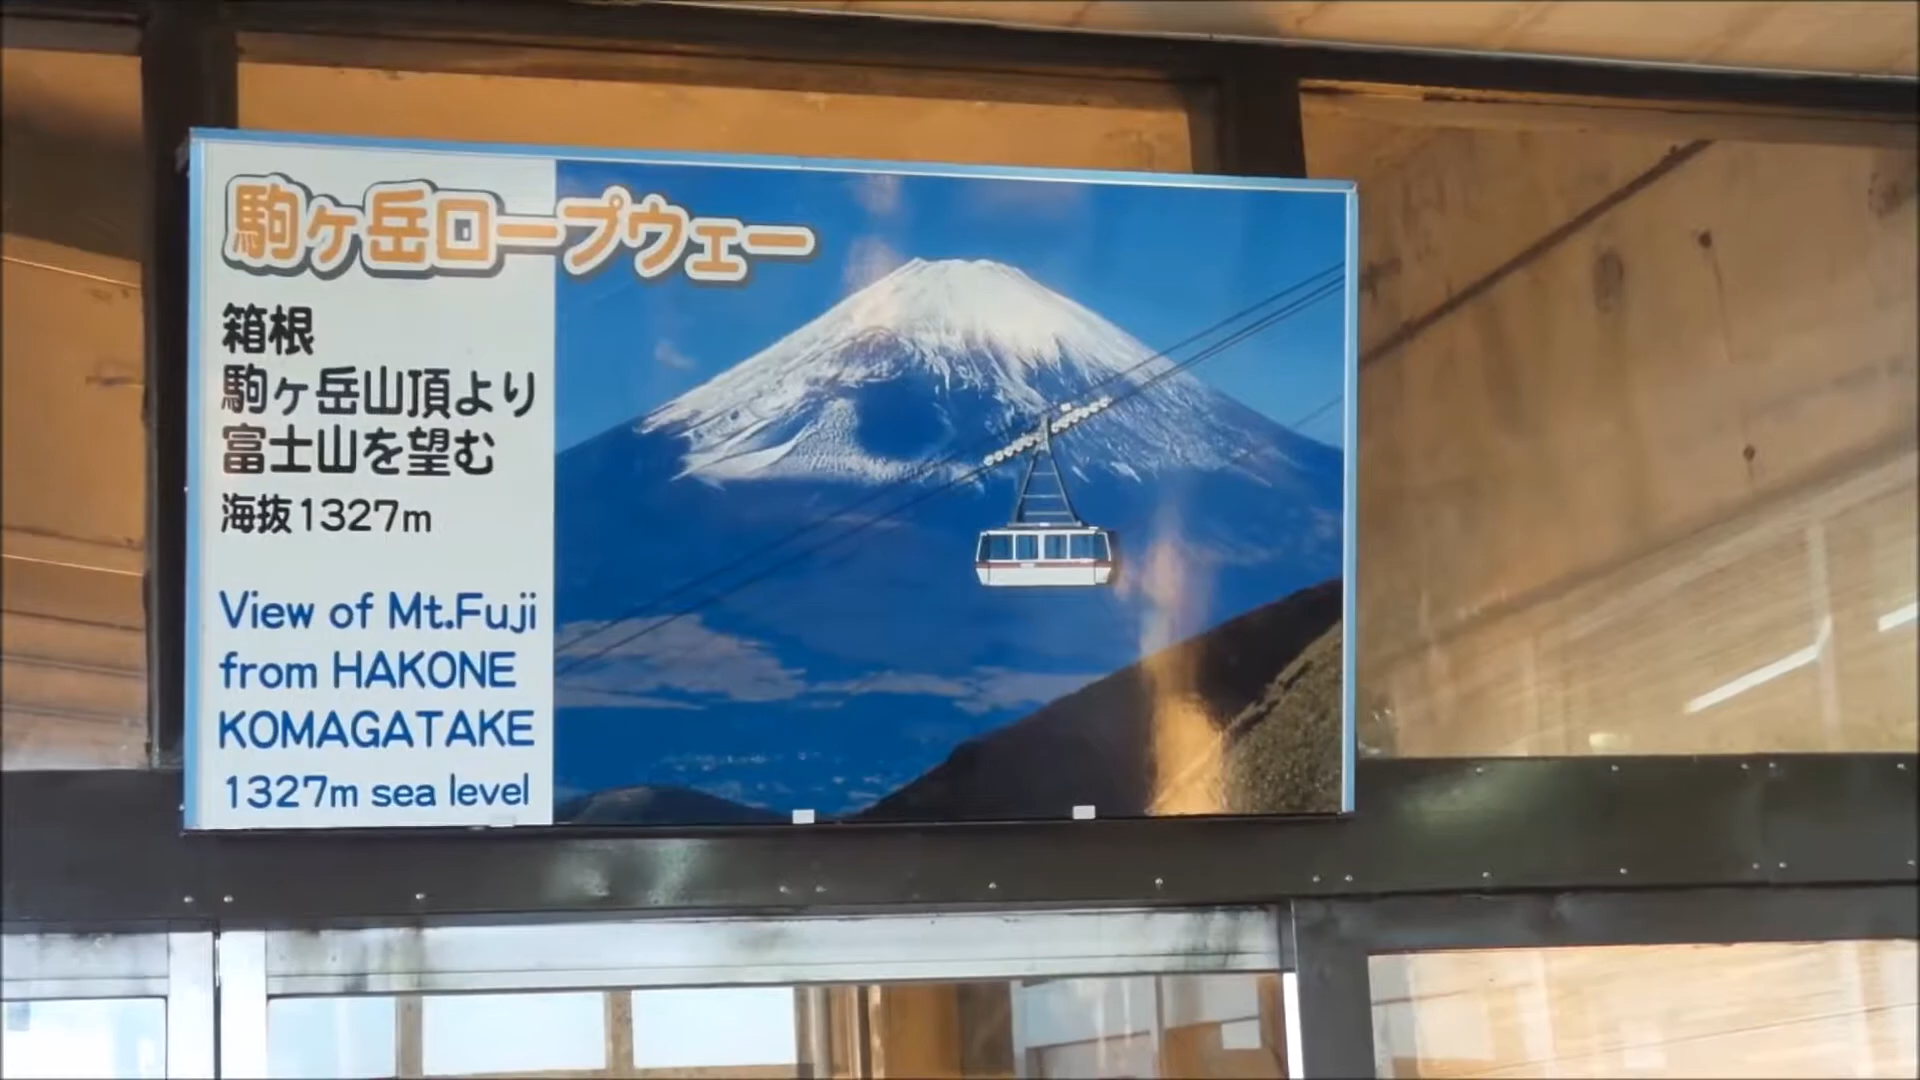 駒ヶ岳ロープウェー
箱根
駒ヶ岳山頂より
富士山を望む
海抜1327m
View of Mt.Fuji
from HAKONE
KOMAGATAKE
1327m sea level